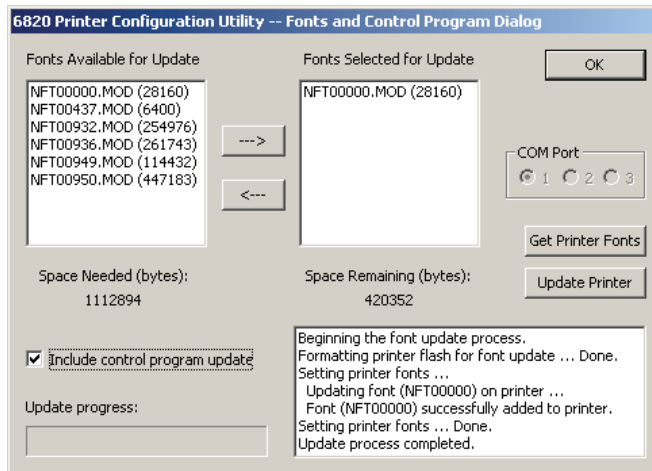 6820 Printer Configuration Utility -- Fonts and Control Program Dialog
Fonts Available for Update
NFT00000.MOD (28160)
NFT00437.MOD (6400)
NFT00932.MOD (254976)
NFT00936.MOD (261743)
NFT00949.MOD (114432)
NFT00950.MOD (447183)
--->
<---
Fonts Selected for Update
NFT00000.MOD (28160)
OK
COM Port
1 2 3
Get Printer Fonts
Update Printer
Space Needed (bytes):
1112894
Space Remaining (bytes):
420352
Include control program update
Update progress:
Beginning the font update process.
Formatting printer flash for font update ... Done.
Setting printer fonts ...
Updating font (NFT00000) on printer ...
Font (NFT00000) successfully added to printer.
Setting printer fonts ... Done.
Update process completed.